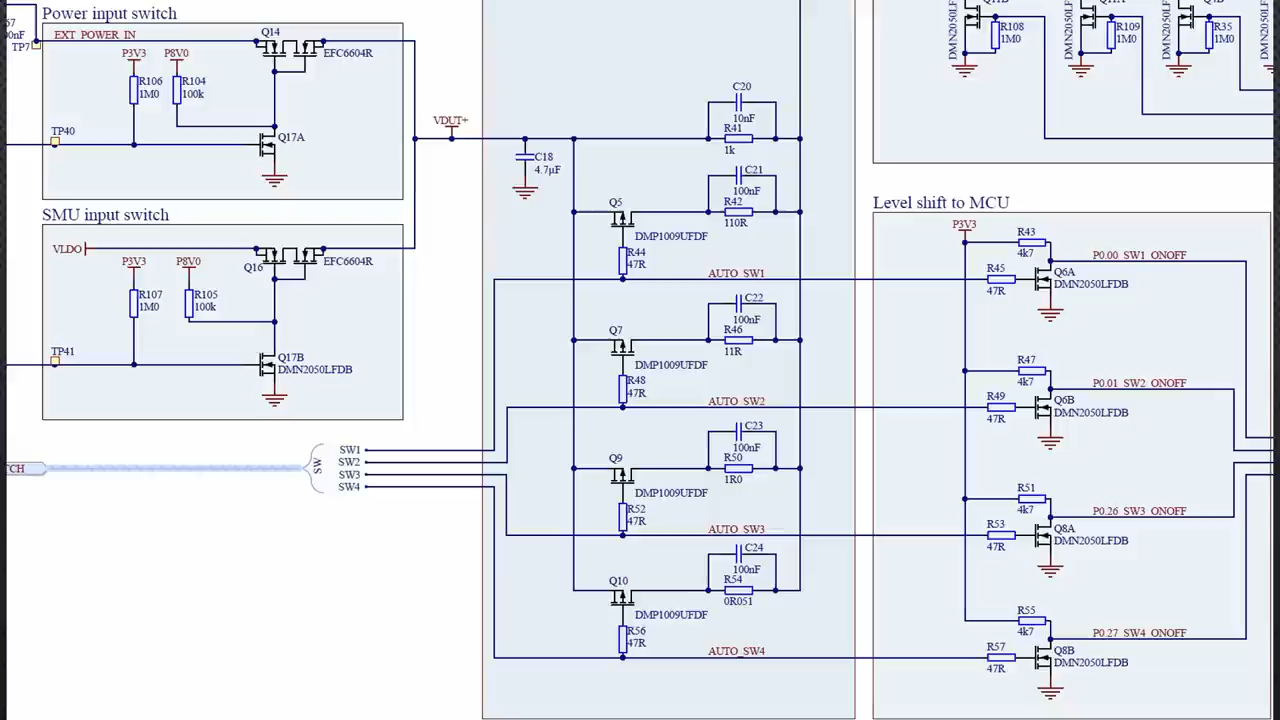 Power input switch
EXT_POWER_IN
TP7
Q14
EFC6604R
P3V3
P8V0
R106
1M0
R104
100k
TP40
Q17A
SMU input switch
VLDO
Q16
EFC6604R
P3V3
P8V0
R107
1M0
R105
100k
TP41
Q17B
DMN2050LFDB
SW
SW1
SW2
SW3
SW4
VDUT+
C18
4.7µF
C20
10nF
R41
1k
C21
100nF
Q5
R42
110R
DMP1009UFDF
R44
47R
AUTO_SW1
C22
100nF
Q7
R46
11R
DMP1009UFDF
R48
47R
AUTO_SW2
C23
100nF
Q9
R50
1R0
DMP1009UFDF
R52
47R
AUTO_SW3
C24
100nF
Q10
R54
0R051
DMP1009UFDF
R56
47R
AUTO_SW4
R108
1M0
R109
1M0
R35
1M0
Level shift to MCU
P3V3
R43
4k7
P0.00_SW1_ONOFF
R45
47R
Q6A
DMN2050LFDB
R47
4k7
P0.01_SW2_ONOFF
R49
47R
Q6B
DMN2050LFDB
R51
4k7
P0.26_SW3_ONOFF
R53
47R
Q8A
DMN2050LFDB
R55
4k7
P0.27_SW4_ONOFF
R57
47R
Q8B
DMN2050LFDB